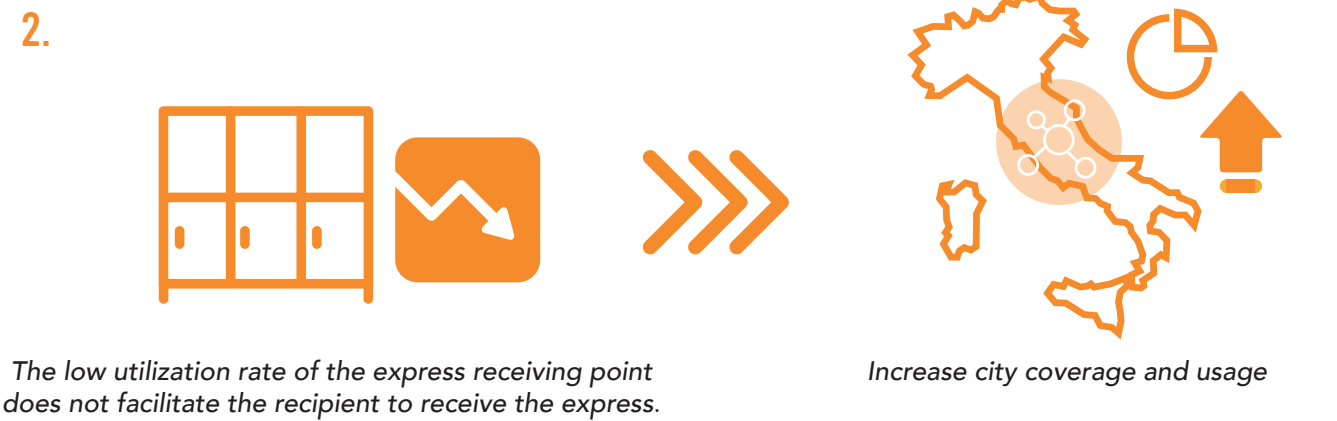 2.
The low utilization rate of the express receiving point
does not facilitate the recipient to receive the express.
Increase city coverage and usage